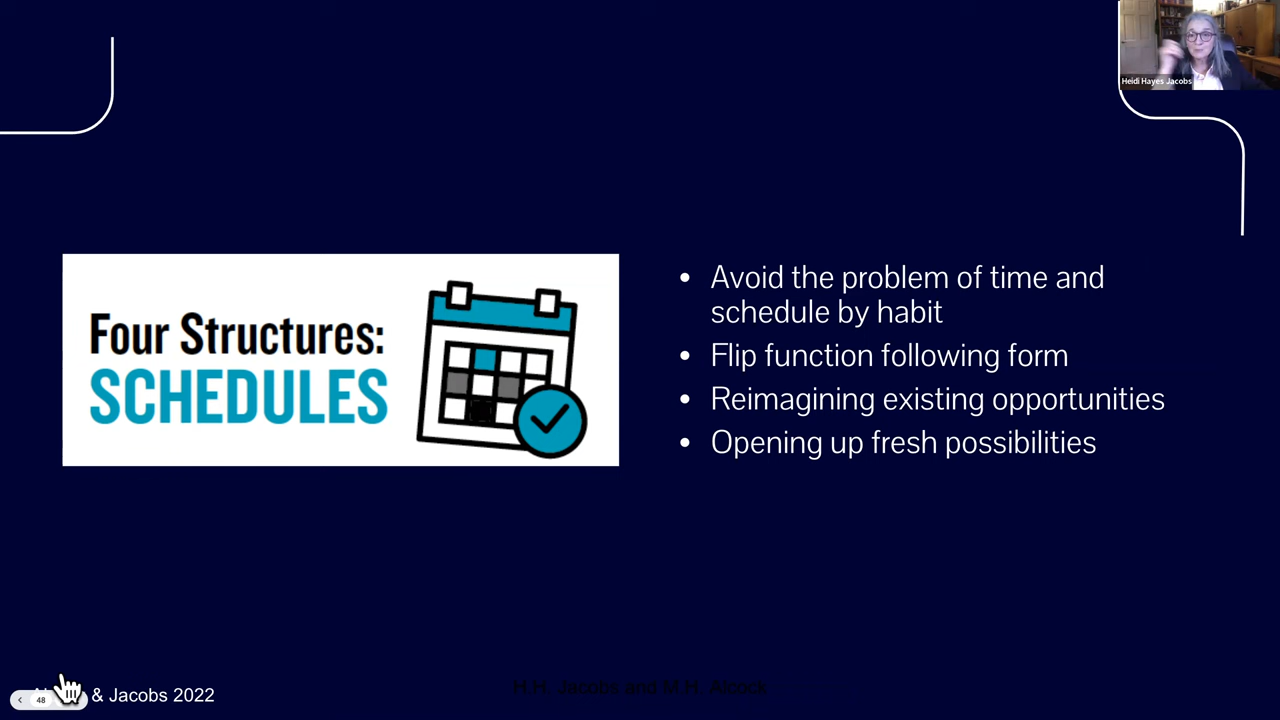 Heidi Hayes Jacobs
Four Structures:
SCHEDULES
• Avoid the problem of time and
schedule by habit
• Flip function following form
• Reimagining existing opportunities
• Opening up fresh possibilities
48
& Jacobs 2022
H.H. Jacobs and M.H. Alcock